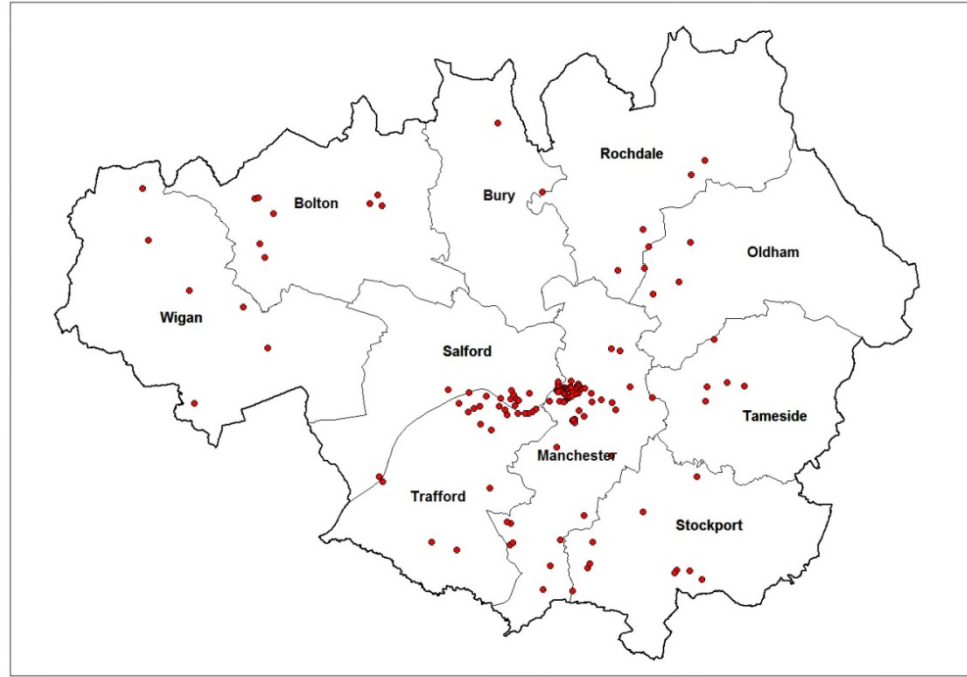 Rochdale
Bury
Bolton
Oldham
Wigan
Salford
Tameside
Manchester
Trafford
Stockport